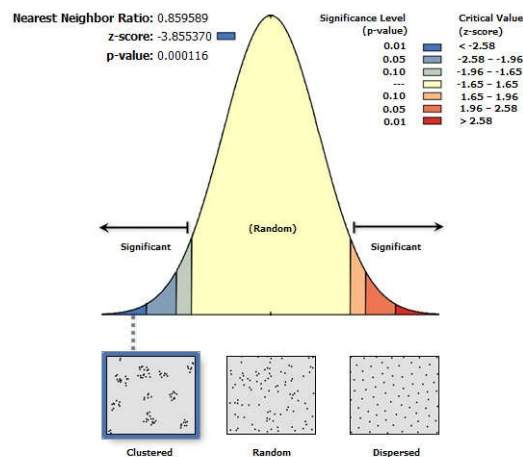 Nearest Neighbor Ratio: 0.859589
z-score: -3.855370
p-value: 0.000116
Significance Level
(p-value)
Critical Value
(z-score)
0.01 < -2.58
0.05 -2.58 – -1.96
0.10 -1.96 – -1.65
--- -1.65 – 1.65
0.10 1.65 – 1.96
0.05 1.96 – 2.58
0.01 > 2.58
Significant
(Random)
Significant
Clustered
Random
Dispersed